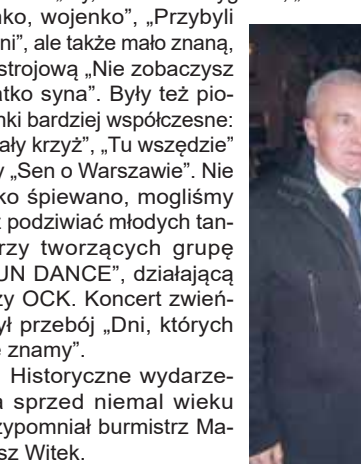 nko, wojenko”, „Przybyli
ni”, ale także mało znaną,
strojową „Nie zobaczysz
atko syna”. Były też pio-
nki bardziej współczesne:
ały krzyż”, „Tu wszędzie”
y „Sen o Warszawie”. Nie
ko śpiewano, mogliśmy
ż podziwiać młodych tan-
rzy tworzących grupę
UN DANCE”, działającą
zy OCK. Koncert zwień-
ył przebój „Dni, których
e znamy”.
Historyczne wydarze-
a sprzed niemal wieku
zypomniał burmistrz Ma-
sz Witek.